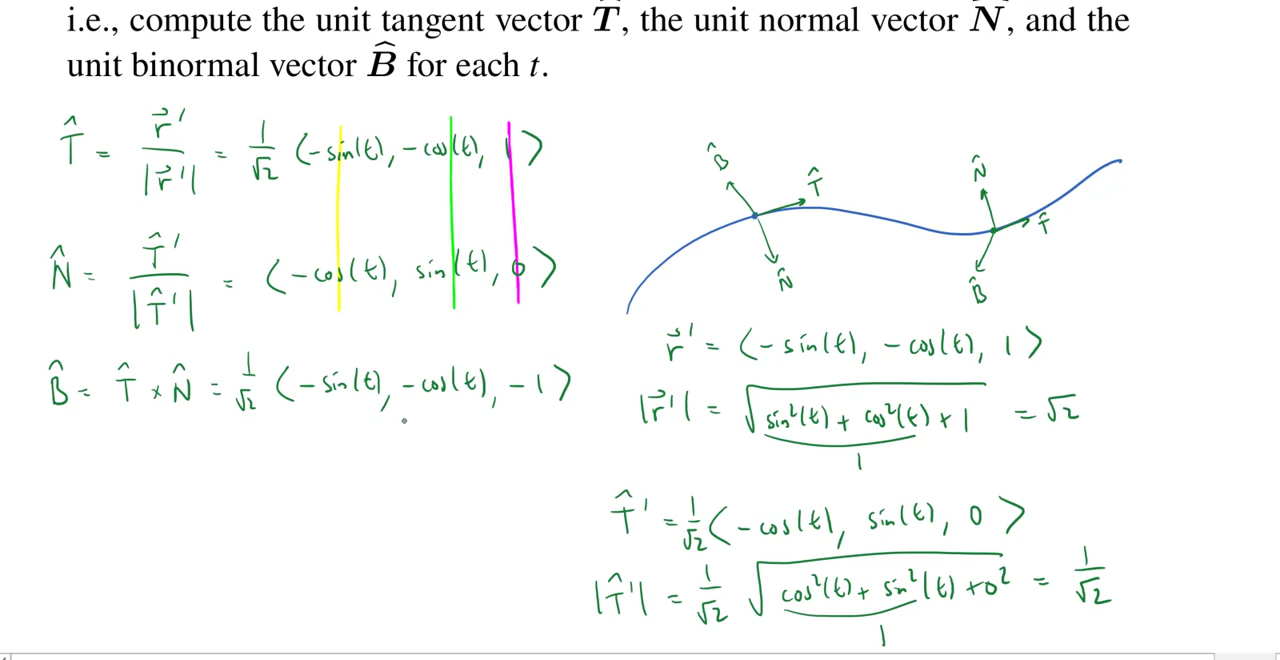 i.e., compute the unit tangent vector T̂, the unit normal vector N̂, and the
unit binormal vector B̂ for each t.
T̂ = r⃗' / |r⃗'| = 1/√2 ⟨-sin(t), -cos(t), 1⟩
N̂ = T̂' / |T̂'| = ⟨-cos(t), sin(t), 0⟩
B̂ = T̂ × N̂ = 1/√2 ⟨-sin(t), -cos(t), -1⟩
B̂
T̂
N̂
N̂
T̂
B̂
r⃗' = ⟨-sin(t), -cos(t), 1⟩
|r⃗'| = √(sin²(t) + cos²(t) + 1) = √2
1
T̂' = 1/√2 ⟨-cos(t), sin(t), 0⟩
|T̂'| = 1/√2 √(cos²(t) + sin²(t) + 0²) = 1/√2
1